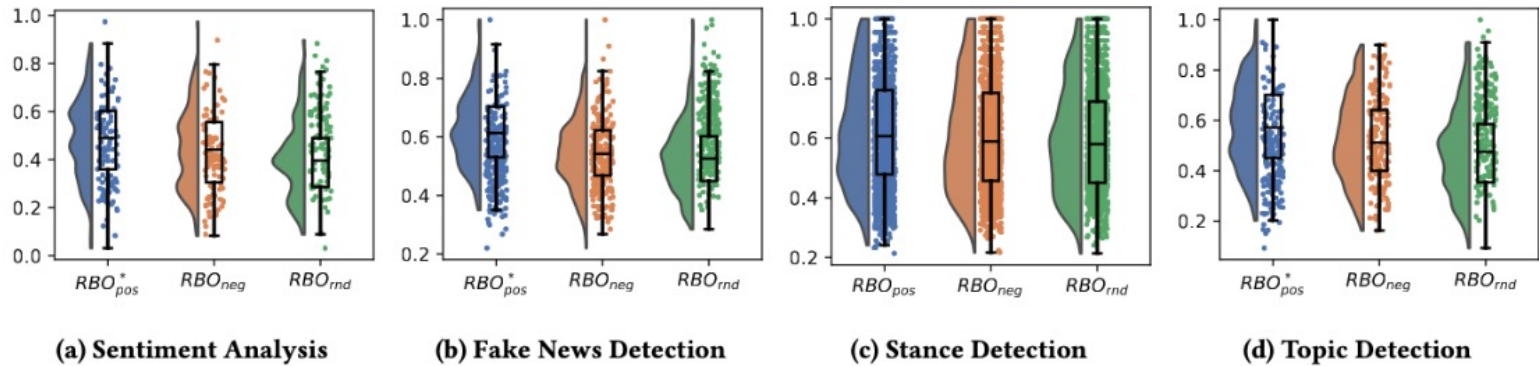 1.0
0.8
0.6
0.4
0.2
0.0
RBO*pos
RBOneg
RBOrnd
(a) Sentiment Analysis
1.0
0.8
0.6
0.4
0.2
RBO*pos
RBOneg
RBOrnd
(b) Fake News Detection
1.0
0.8
0.6
0.4
0.2
RBOpos
RBOneg
RBOrnd
(c) Stance Detection
1.0
0.8
0.6
0.4
0.2
RBO*pos
RBOneg
RBOrnd
(d) Topic Detection